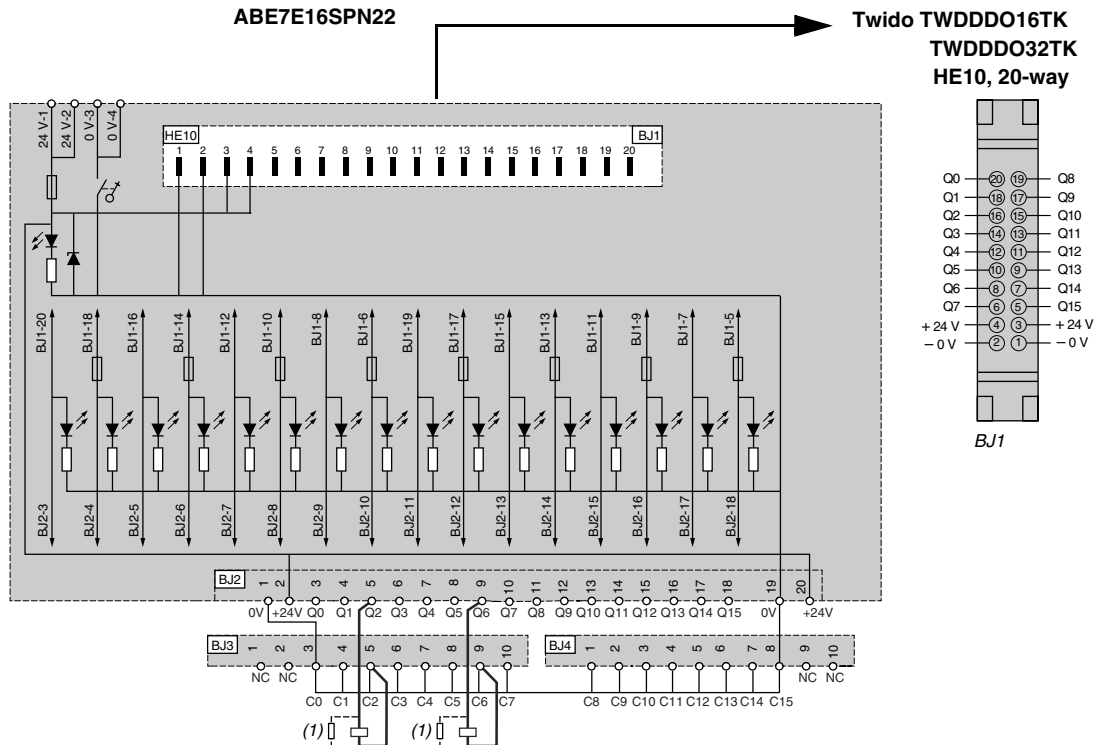 ABE7E16SPN22
Twido TWDDDO16TK
TWDDDO32TK
HE10, 20-way
24 V-1
24 V-2
0 V-3
0 V-4
HE10
BJ1
1 2 3 4 5 6 7 8 9 10 11 12 13 14 15 16 17 18 19 20
Q0 20 19 Q8
Q1 18 17 Q9
Q2 16 15 Q10
Q3 14 13 Q11
Q4 12 11 Q12
Q5 10 9 Q13
Q6 8 7 Q14
Q7 6 5 Q15
+ 24 V 4 3 + 24 V
– 0 V 2 1 – 0 V
BJ1
BJ1-20 BJ1-18 BJ1-16 BJ1-14 BJ1-12 BJ1-10 BJ1-8 BJ1-6 BJ1-19 BJ1-17 BJ1-15 BJ1-13 BJ1-11 BJ1-9 BJ1-7 BJ1-5
BJ2-3 BJ2-4 BJ2-5 BJ2-6 BJ2-7 BJ2-8 BJ2-9 BJ2-10 BJ2-11 BJ2-12 BJ2-13 BJ2-14 BJ2-15 BJ2-16 BJ2-17 BJ2-18
BJ2
1 2 3 4 5 6 7 8 9 10 11 12 13 14 15 16 17 18 19 20
0V +24V Q0 Q1 Q2 Q3 Q4 Q5 Q6 Q7 Q8 Q9 Q10 Q11 Q12 Q13 Q14 Q15 0V +24V
BJ3
1 2 3 4 5 6 7 8 9 10
BJ4
1 2 3 4 5 6 7 8 9 10
NC NC
NC NC
C0 C1 C2 C3 C4 C5 C6 C7
C8 C9 C10 C11 C12 C13 C14 C15
(1)
(1)